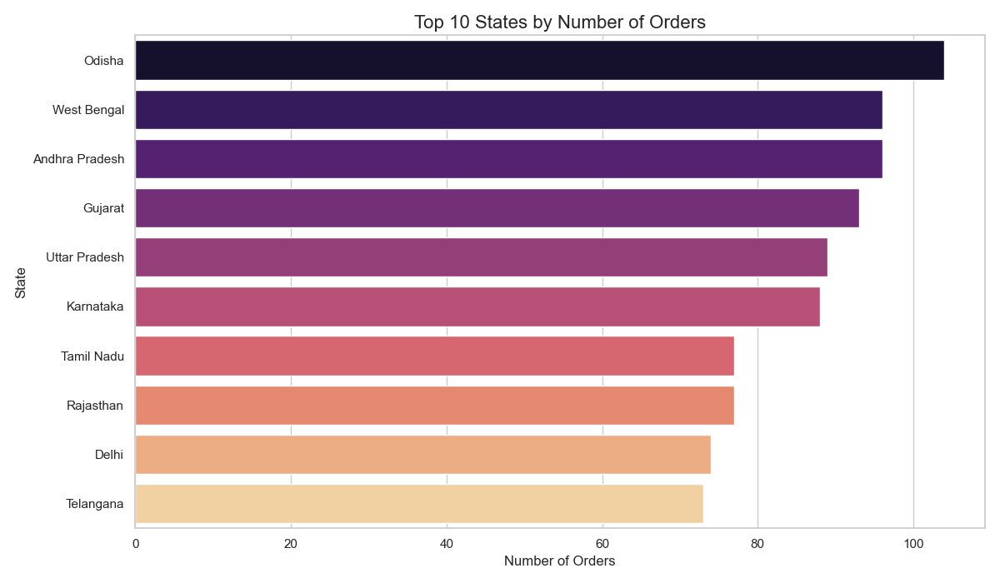 Top 10 States by Number of Orders
Odisha
West Bengal
Andhra Pradesh
Gujarat
Uttar Pradesh
Karnataka
Tamil Nadu
Rajasthan
Delhi
Telangana
State
0 20 40 60 80 100
Number of Orders